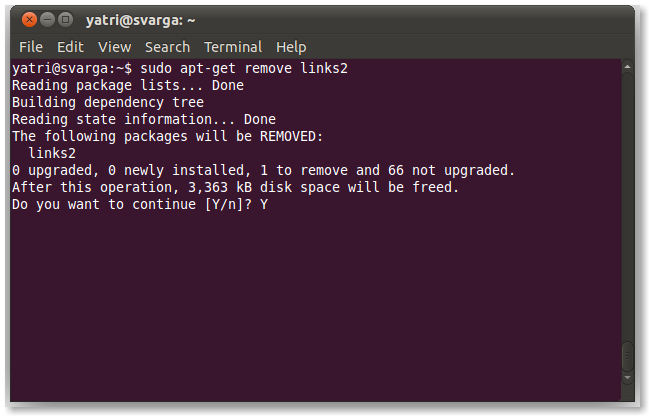 yatri@svarga: ~
File Edit View Search Terminal Help
yatri@svarga:~$ sudo apt-get remove links2
Reading package lists... Done
Building dependency tree
Reading state information... Done
The following packages will be REMOVED:
  links2
0 upgraded, 0 newly installed, 1 to remove and 66 not upgraded.
After this operation, 3,363 kB disk space will be freed.
Do you want to continue [Y/n]? Y